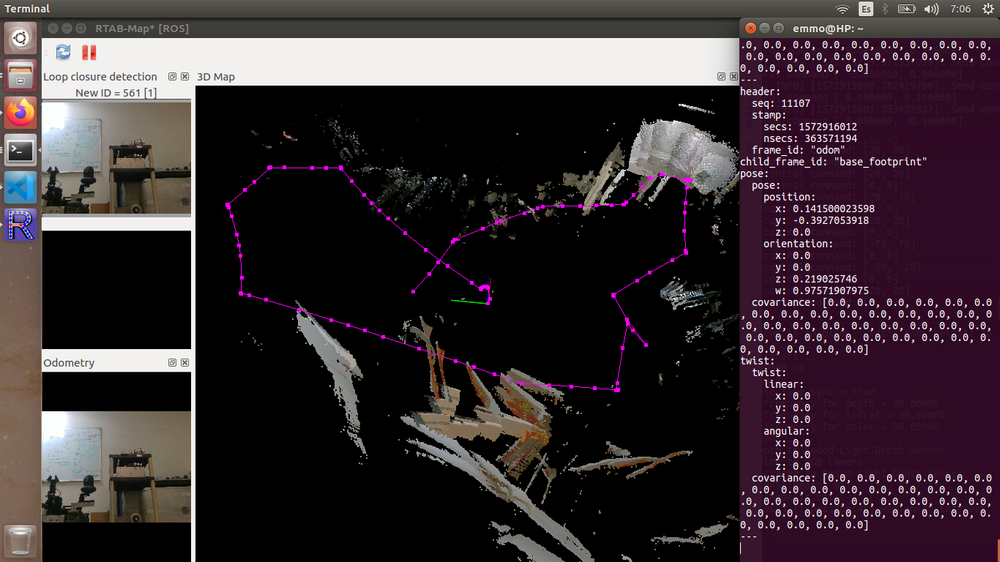 Terminal
Es
7:06
RTAB-Map* [ROS]
emmo@HP: ~
Loop closure detection
3D Map
New ID = 561 [1]
Odometry
.0, 0.0, 0.0, 0.0, 0.0, 0.0, 0.0, 0.0, 0.0,
0.0, 0.0, 0.0, 0.0, 0.0, 0.0, 0.0, 0.0, 0.
0, 0.0, 0.0, 0.0, 0.0]
---
header:
seq: 11107
stamp:
secs: 1572916012
nsecs: 363571194
frame_id: "odom"
child_frame_id: "base_footprint"
pose:
pose:
position:
x: 0.141500023598
y: -0.3927053918
z: 0.0
orientation:
x: 0.0
y: 0.0
z: 0.219025746
w: 0.97571907975
covariance: [0.0, 0.0, 0.0, 0.0, 0.0, 0.0
, 0.0, 0.0, 0.0, 0.0, 0.0, 0.0, 0.0, 0.0, 0
.0, 0.0, 0.0, 0.0, 0.0, 0.0, 0.0, 0.0, 0.0,
0.0, 0.0, 0.0, 0.0, 0.0, 0.0, 0.0, 0.0, 0.
0, 0.0, 0.0, 0.0, 0.0]
twist:
twist:
linear:
x: 0.0
y: 0.0
z: 0.0
angular:
x: 0.0
y: 0.0
z: 0.0
covariance: [0.0, 0.0, 0.0, 0.0, 0.0, 0.0
, 0.0, 0.0, 0.0, 0.0, 0.0, 0.0, 0.0, 0.0, 0
.0, 0.0, 0.0, 0.0, 0.0, 0.0, 0.0, 0.0, 0.0,
0.0, 0.0, 0.0, 0.0, 0.0, 0.0, 0.0, 0.0, 0.
0, 0.0, 0.0, 0.0, 0.0]
---